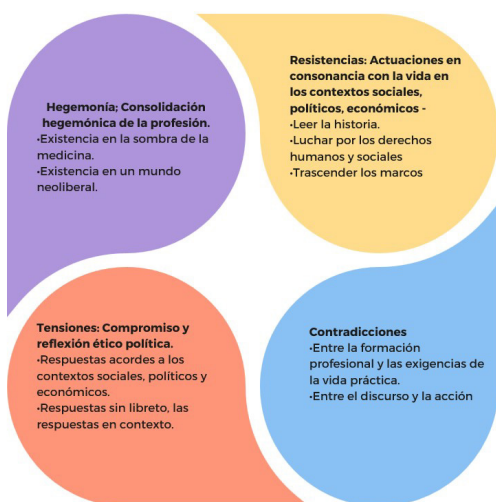 Hegemonía; Consolidación
hegemónica de la profesión.
•Existencia en la sombra de la
medicina.
•Existencia en un mundo
neoliberal.
Resistencias: Actuaciones en
consonancia con la vida en
los contextos sociales,
políticos, económicos -
•Leer la historia.
•Luchar por los derechos
humanos y sociales
•Trascender los marcos
Tensiones: Compromiso y
reflexión ético política.
•Respuestas acordes a los
contextos sociales, políticos y
económicos.
•Respuestas sin libreto, las
respuestas en contexto.
Contradicciones
•Entre la formación
profesional y las exigencias de
la vida práctica.
•Entre el discurso y la acción